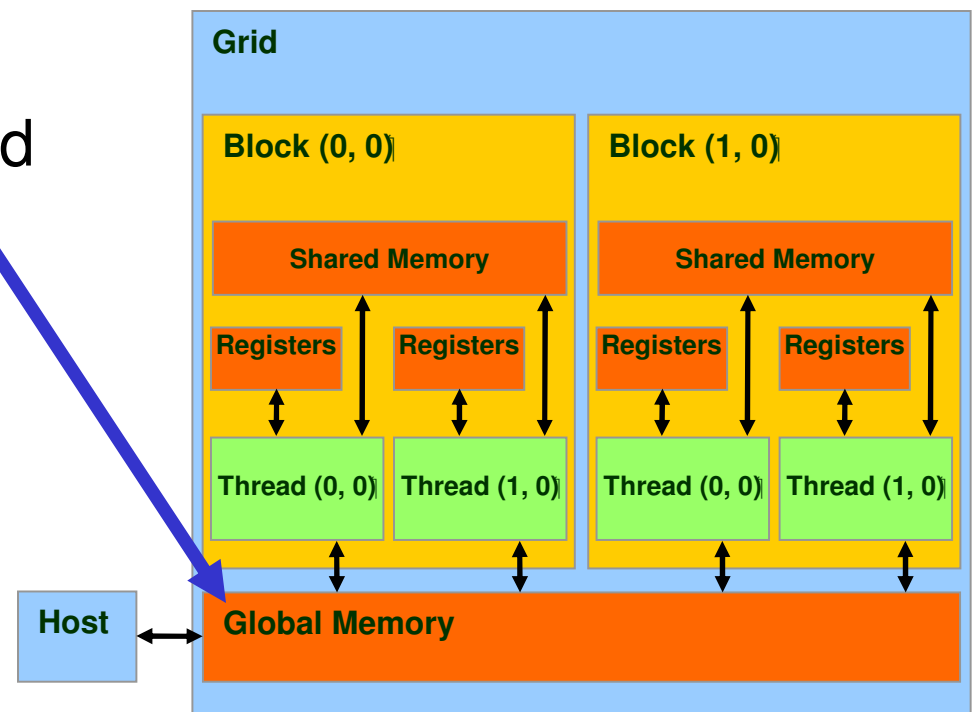 Grid
d
Block (0, 0)
Block (1, 0)
Shared Memory
Shared Memory
Registers
Registers
Registers
Registers
Thread (0, 0)
Thread (1, 0)
Thread (0, 0)
Thread (1, 0)
Host
Global Memory